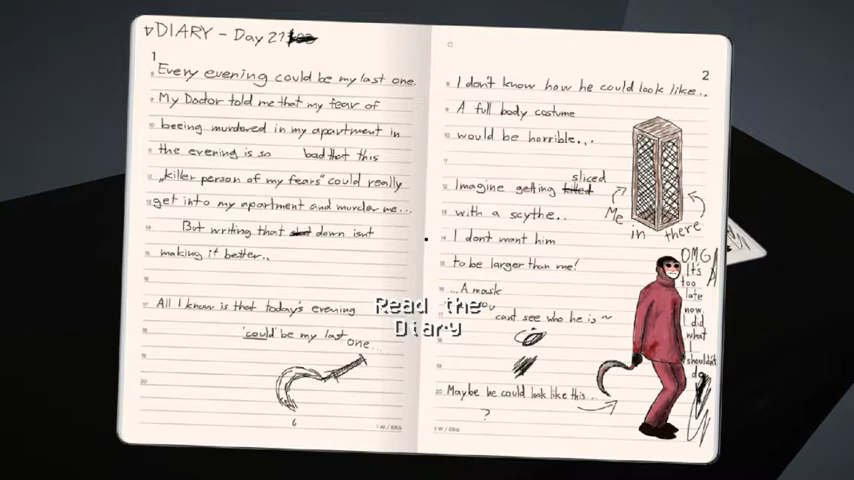 DIARY - Day 27
1
Every evening could be my last one.
My Doctor told me that my fear of
beeing murdered in my apartment in
the evening is so bad that this
„killer person of my fears" could really
get into my apartment and murder me...
But writing that down isnt
making it better..
All I know is that today's evening
'could' be my last one...
6
2
I don't know how he could look like..
A full body costume
would be horrible...
Imagine getting killed sliced
with a scythe..
I dont want him
to be larger than me!
...A mask
you
cant see who he is~
Maybe he could look like this...
?
Me in there
OMG
It's
too
late
now.
I did
what
I
shouldn't
do
Read the
Diary